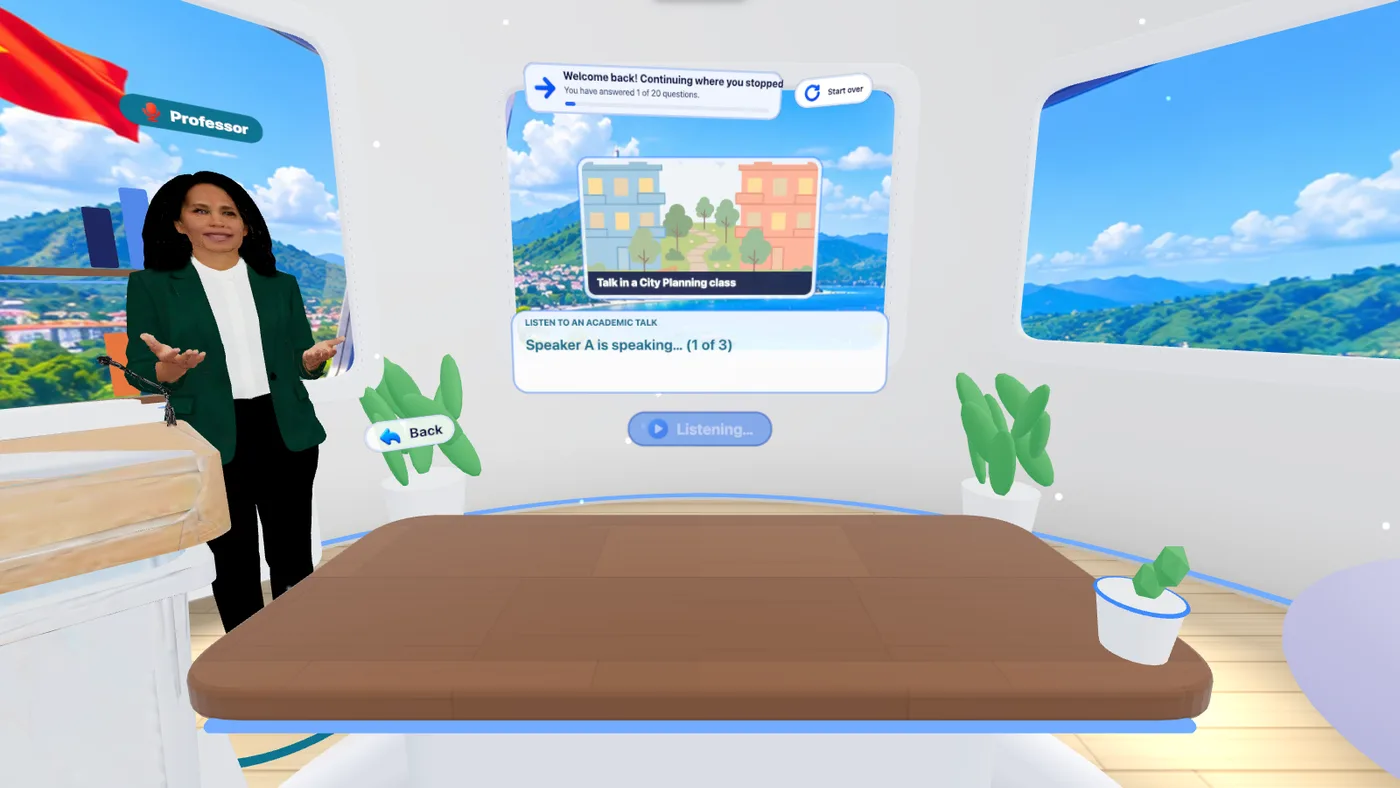 Professor
Welcome back! Continuing where you stopped
You have answered 1 of 20 questions.
Start over
Talk in a City Planning class
LISTEN TO AN ACADEMIC TALK
Speaker A is speaking... (1 of 3)
Listening...
Back